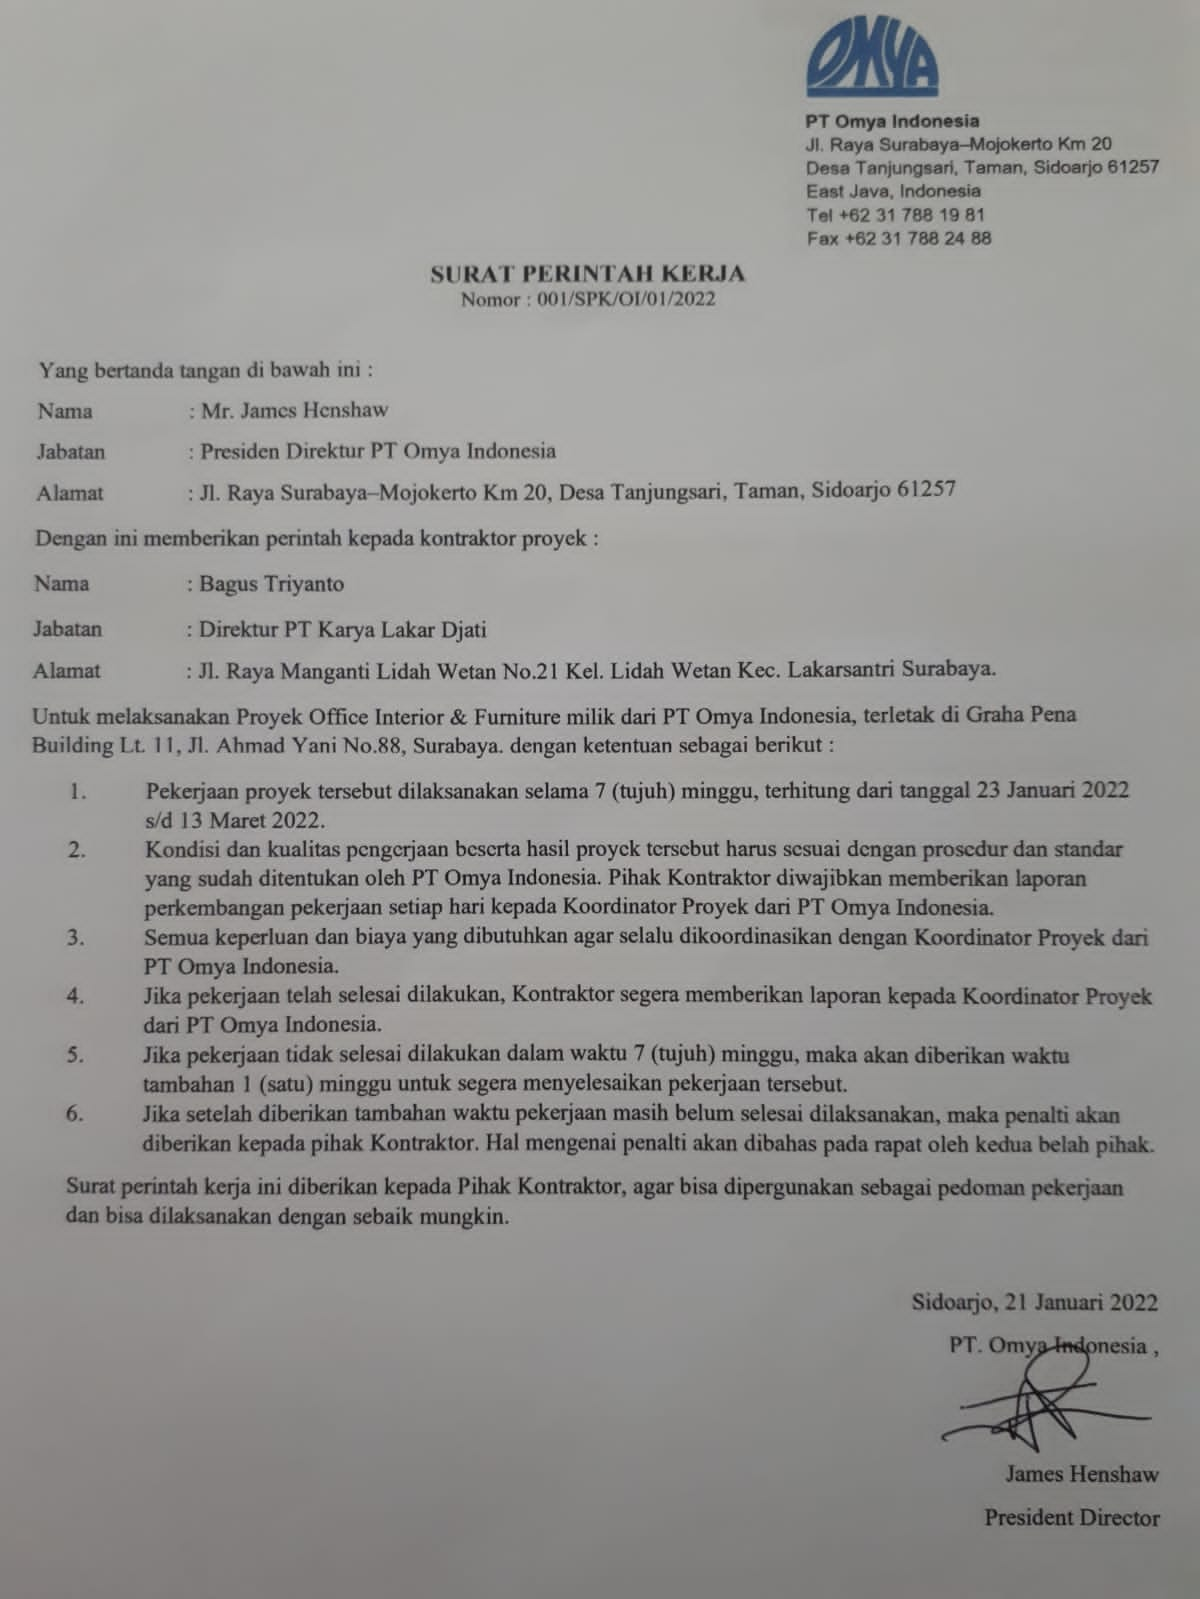 OMYA
PT Omya Indonesia
Jl. Raya Surabaya–Mojokerto Km 20
Desa Tanjungsari, Taman, Sidoarjo 61257
East Java, Indonesia
Tel +62 31 788 19 81
Fax +62 31 788 24 88
SURAT PERINTAH KERJA
Nomor : 001/SPK/OI/01/2022
Yang bertanda tangan di bawah ini :
Nama : Mr. James Henshaw
Jabatan : Presiden Direktur PT Omya Indonesia
Alamat : Jl. Raya Surabaya–Mojokerto Km 20, Desa Tanjungsari, Taman, Sidoarjo 61257
Dengan ini memberikan perintah kepada kontraktor proyek :
Nama : Bagus Triyanto
Jabatan : Direktur PT Karya Lakar Djati
Alamat : Jl. Raya Manganti Lidah Wetan No.21 Kel. Lidah Wetan Kec. Lakarsantri Surabaya.
Untuk melaksanakan Proyek Office Interior & Furniture milik dari PT Omya Indonesia, terletak di Graha Pena
Building Lt. 11, Jl. Ahmad Yani No.88, Surabaya. dengan ketentuan sebagai berikut :
1. Pekerjaan proyek tersebut dilaksanakan selama 7 (tujuh) minggu, terhitung dari tanggal 23 Januari 2022
s/d 13 Maret 2022.
2. Kondisi dan kualitas pengerjaan beserta hasil proyek tersebut harus sesuai dengan prosedur dan standar
yang sudah ditentukan oleh PT Omya Indonesia. Pihak Kontraktor diwajibkan memberikan laporan
perkembangan pekerjaan setiap hari kepada Koordinator Proyek dari PT Omya Indonesia.
3. Semua keperluan dan biaya yang dibutuhkan agar selalu dikoordinasikan dengan Koordinator Proyek dari
PT Omya Indonesia.
4. Jika pekerjaan telah selesai dilakukan, Kontraktor segera memberikan laporan kepada Koordinator Proyek
dari PT Omya Indonesia.
5. Jika pekerjaan tidak selesai dilakukan dalam waktu 7 (tujuh) minggu, maka akan diberikan waktu
tambahan 1 (satu) minggu untuk segera menyelesaikan pekerjaan tersebut.
6. Jika setelah diberikan tambahan waktu pekerjaan masih belum selesai dilaksanakan, maka penalti akan
diberikan kepada pihak Kontraktor. Hal mengenai penalti akan dibahas pada rapat oleh kedua belah pihak.
Surat perintah kerja ini diberikan kepada Pihak Kontraktor, agar bisa dipergunakan sebagai pedoman pekerjaan
dan bisa dilaksanakan dengan sebaik mungkin.
Sidoarjo, 21 Januari 2022
PT. Omya Indonesia ,
James Henshaw
President Director